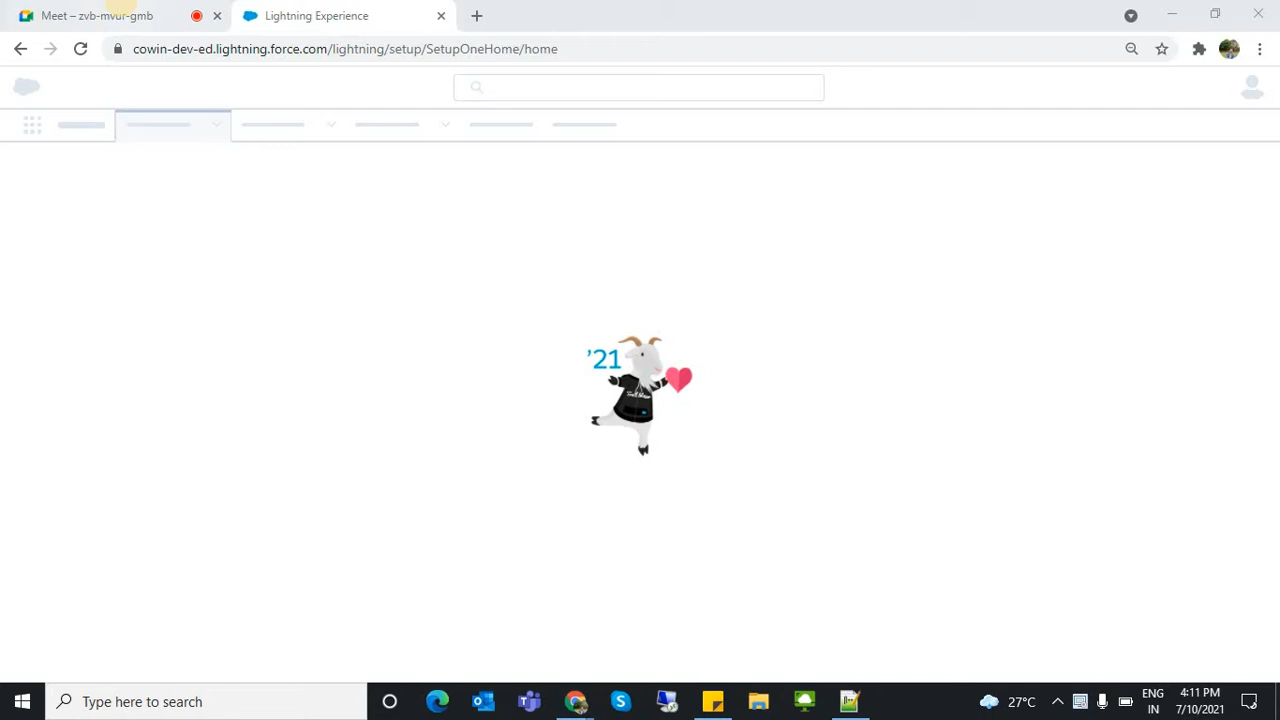 Meet – zvb-mvur-gmb
Lightning Experience
cowin-dev-ed.lightning.force.com/lightning/setup/SetupOneHome/home
'21
Type here to search
27°C
ENG
IN
4:11 PM
7/10/2021